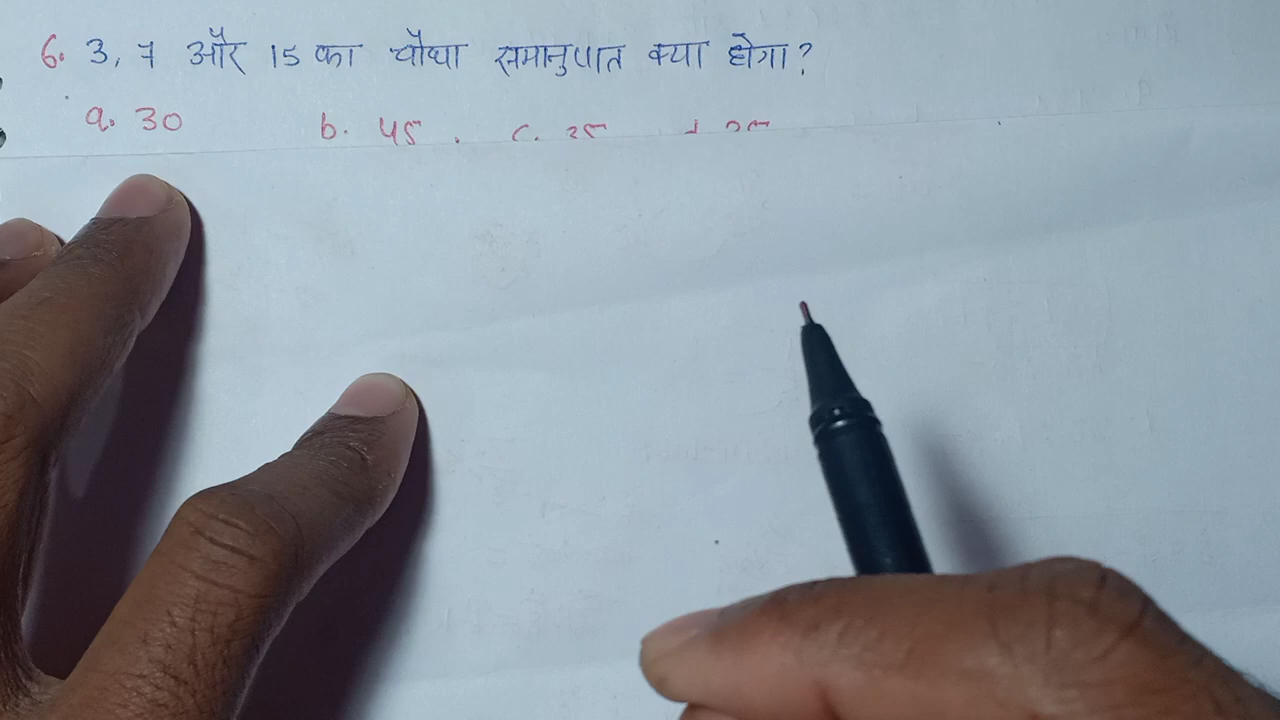 6. 3, 7 और 15 का चौथा समानुपात क्या होगा?
a. 30 b. 45 c.